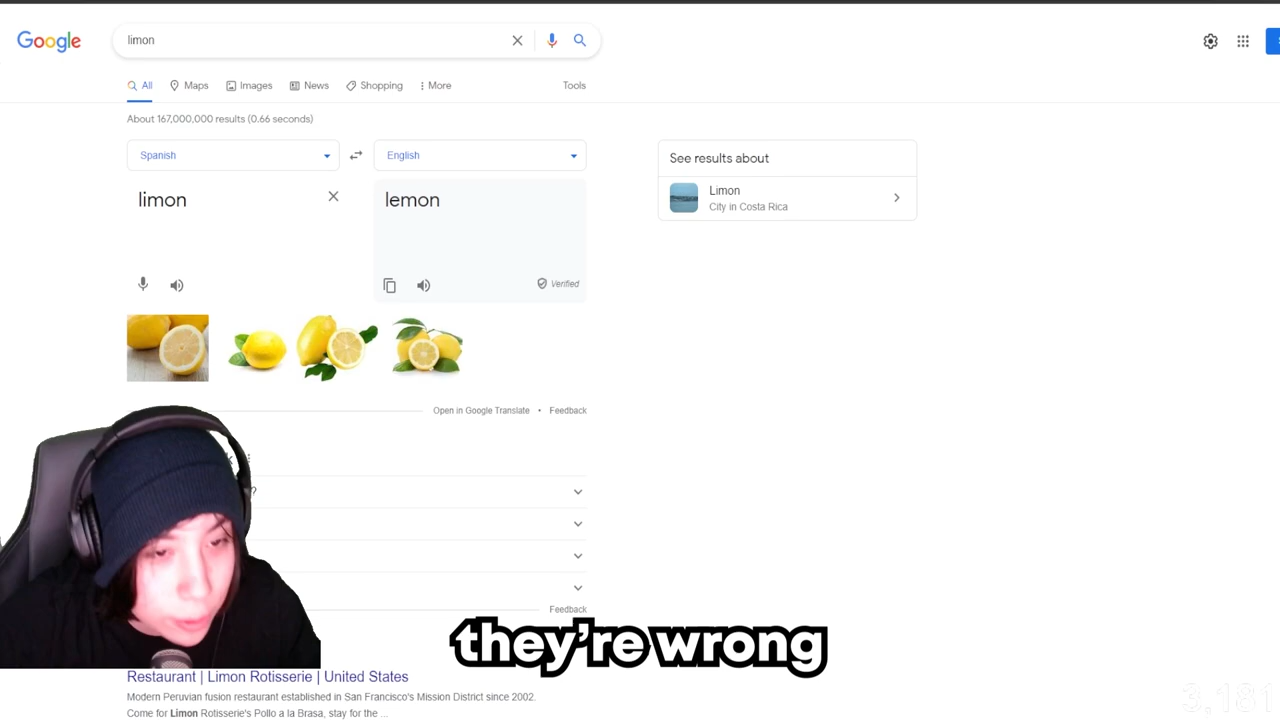 Google
limon
All
Maps
Images
News
Shopping
More
Tools
About 167,000,000 results (0.66 seconds)
Spanish
English
limon
lemon
Verified
See results about
Limon
City in Costa Rica
Open in Google Translate • Feedback
?
Feedback
they're wrong
Restaurant | Limon Rotisserie | United States
Modern Peruvian fusion restaurant established in San Francisco's Mission District since 2002.
Come for Limon Rotisserie's Pollo a la Brasa, stay for the ...
3,181